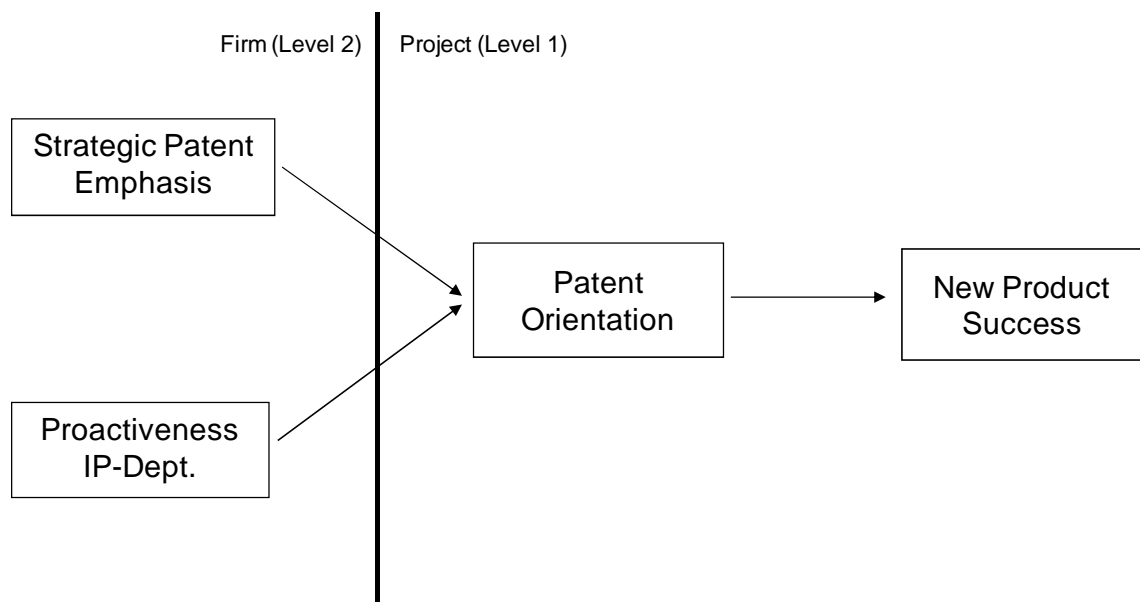 Firm (Level 2)
Project (Level 1)
Strategic Patent
Emphasis
Patent
Orientation
New Product
Success
Proactiveness
IP-Dept.